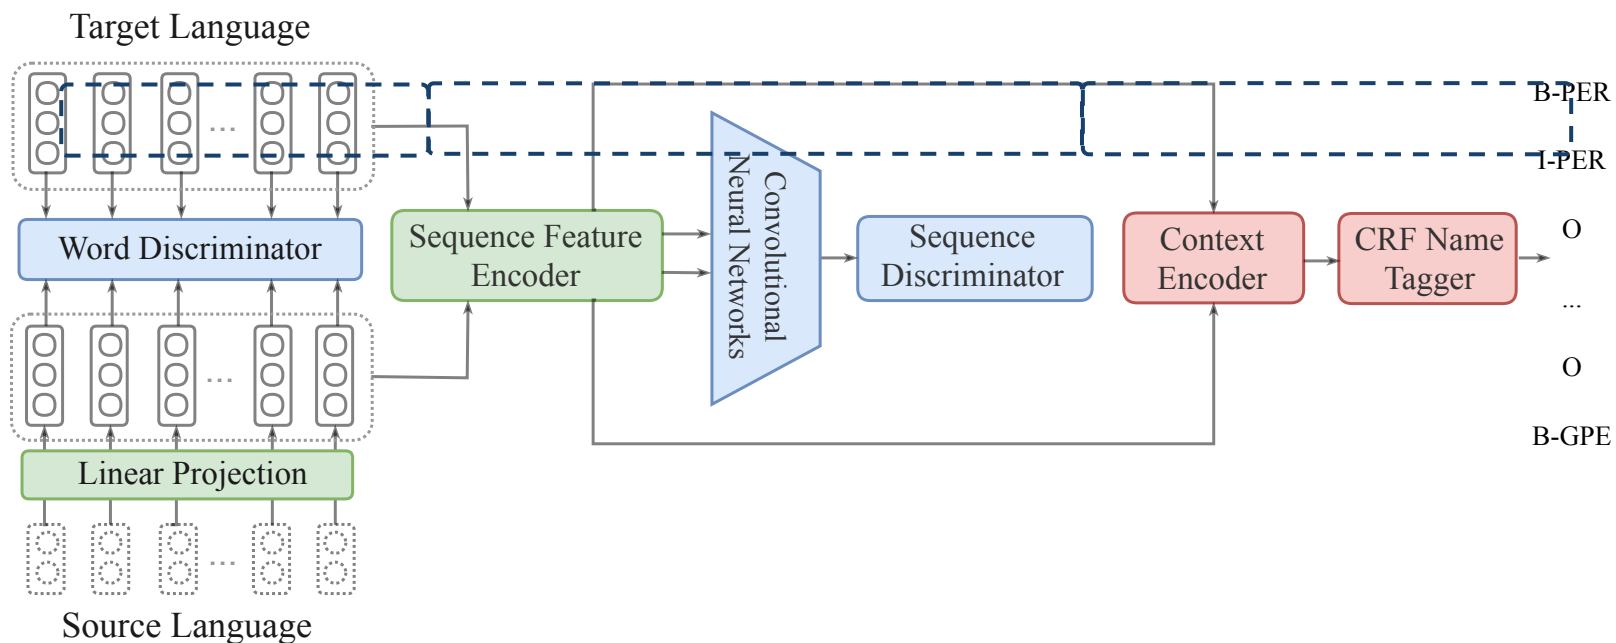 Target Language
...
Word Discriminator
...
Linear Projection
...
Source Language
Sequence Feature
Encoder
Convolutional
Neural Networks
Sequence
Discriminator
Context
Encoder
CRF Name
Tagger
B-PER
I-PER
O
...
O
B-GPE